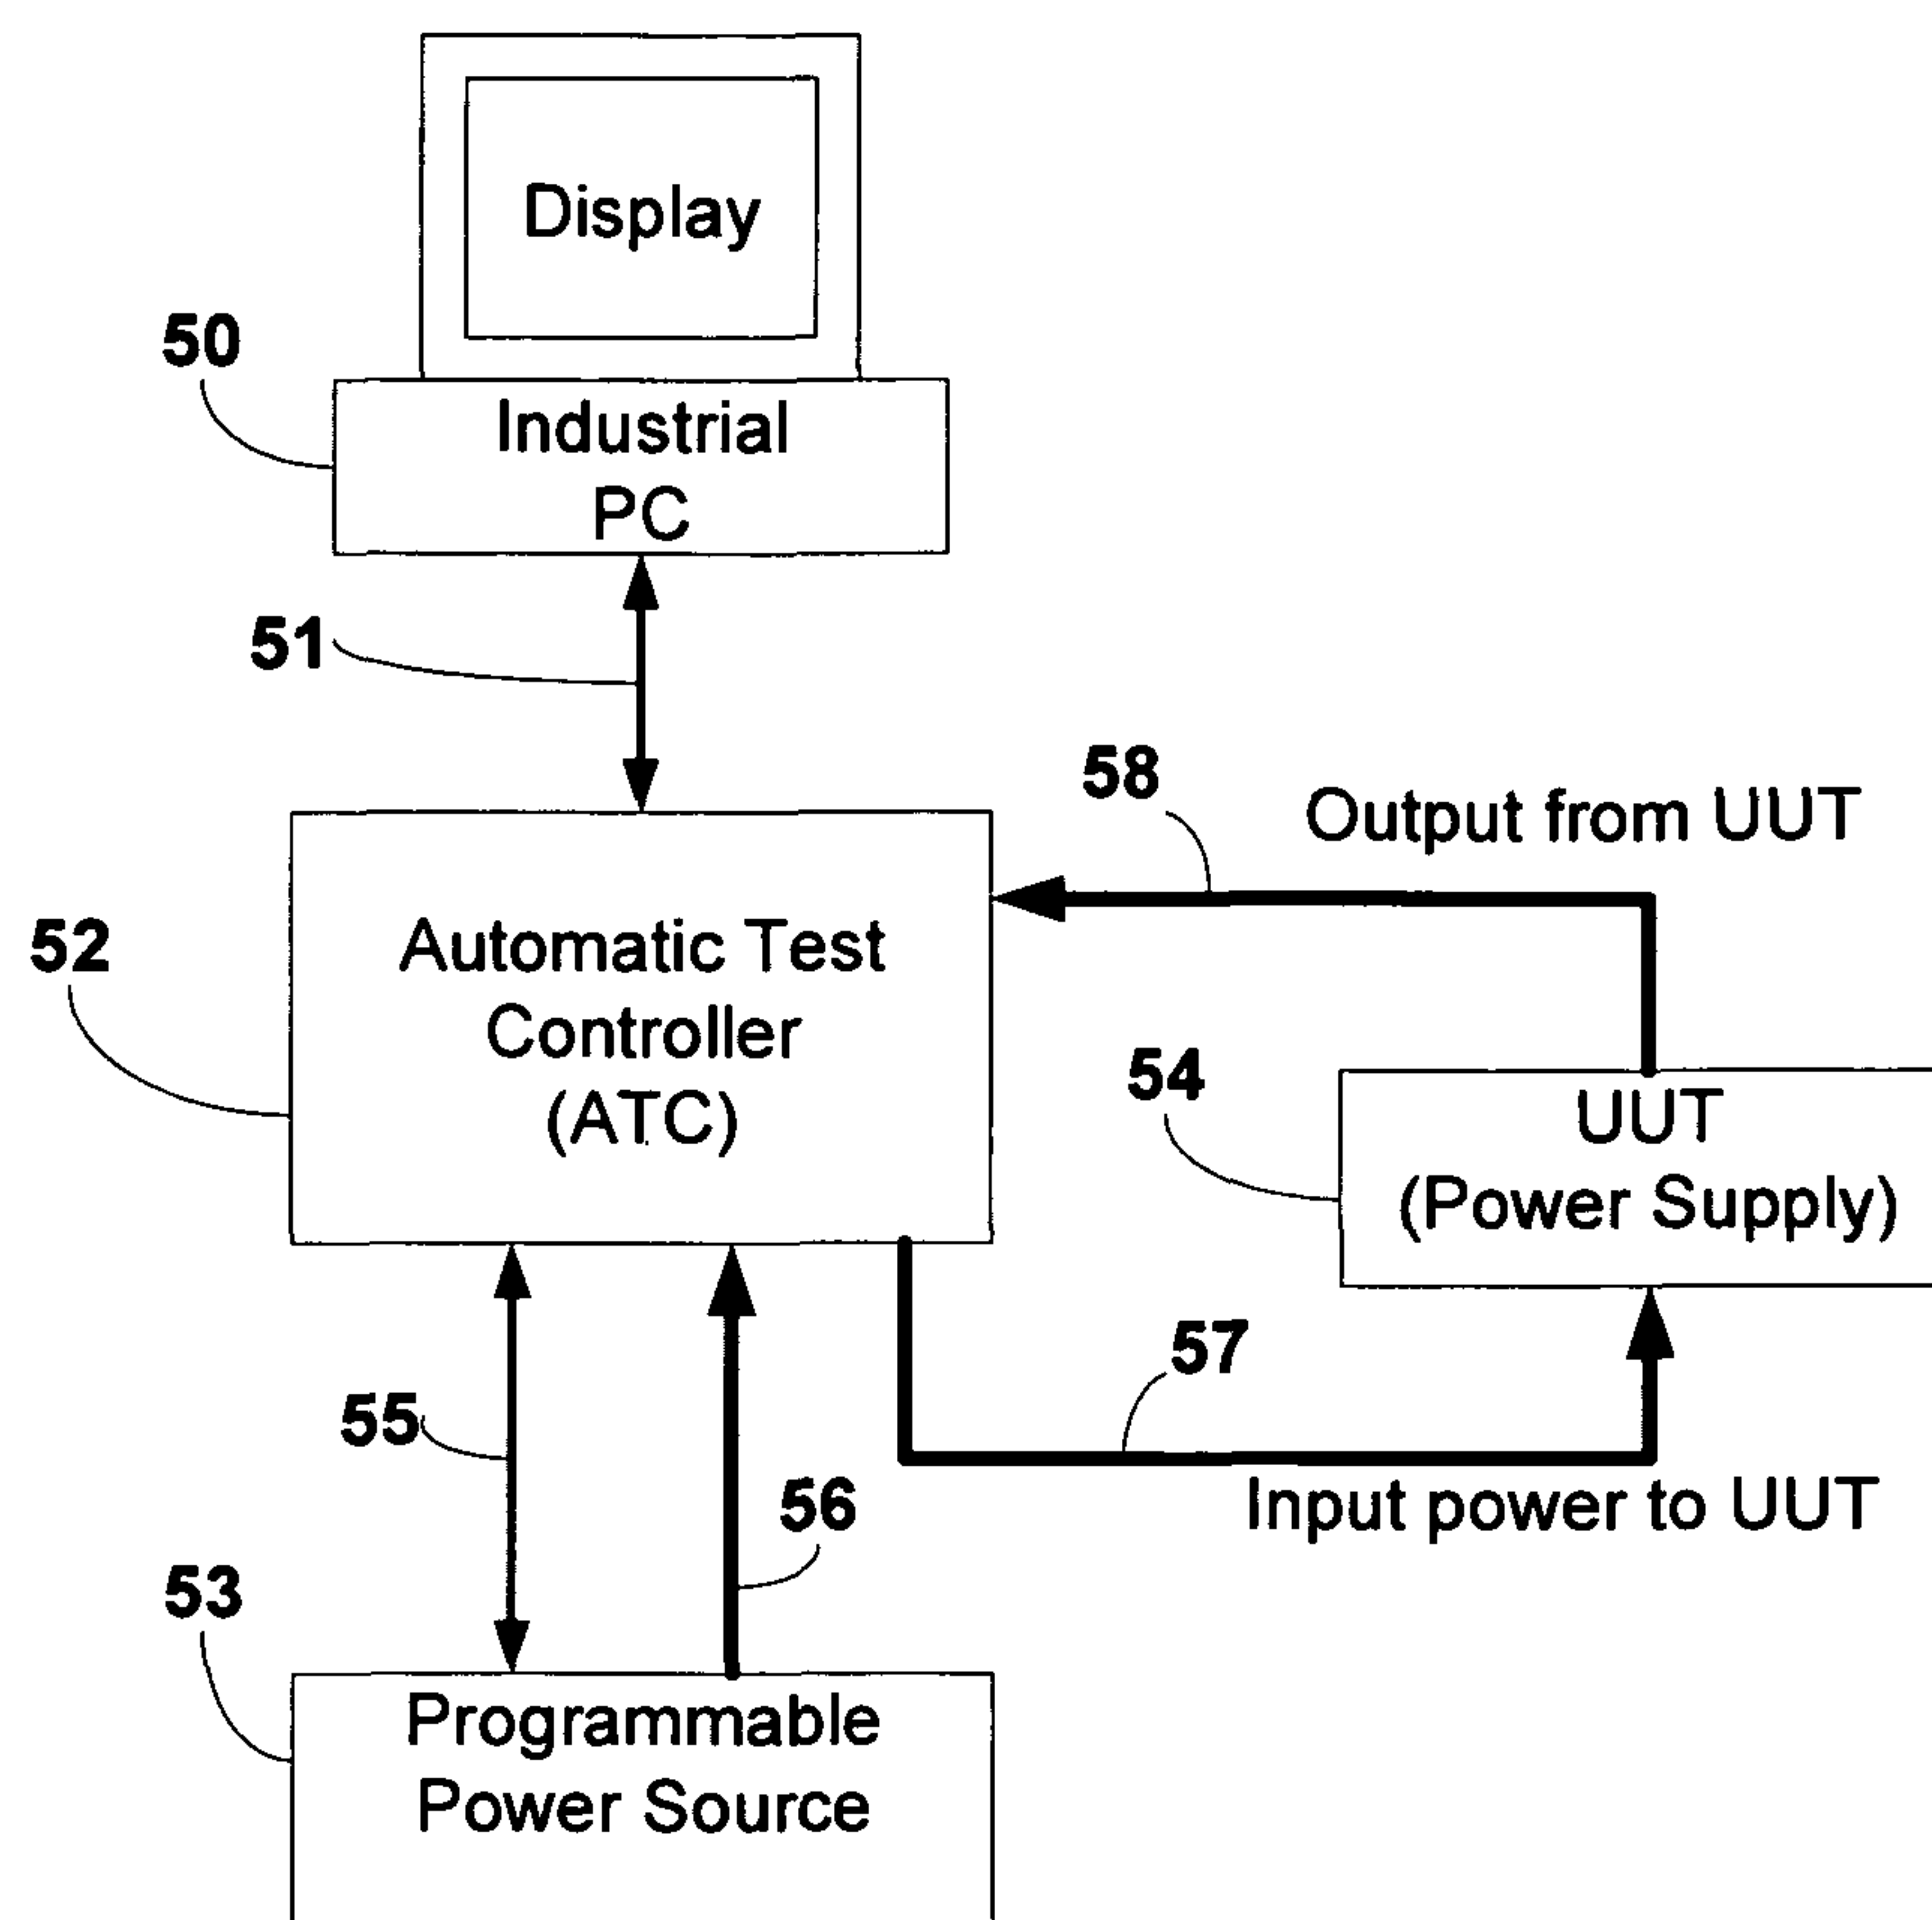 Display
50
Industrial
PC
51
58
Output from UUT
52
Automatic Test
Controller
(ATC)
54
UUT
(Power Supply)
57
55
56
Input power to UUT
53
Programmable
Power Source